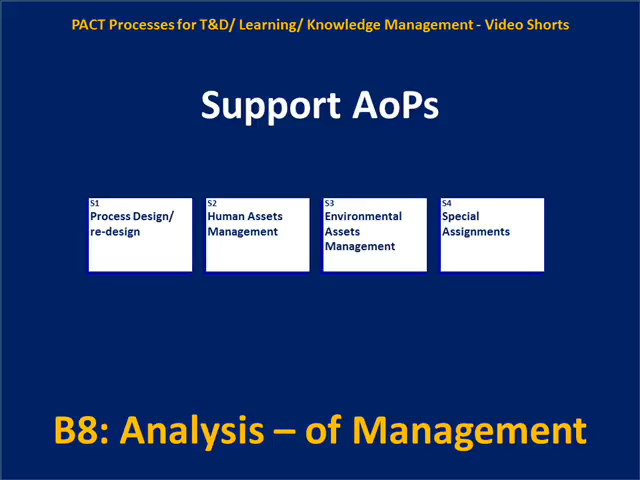 PACT Processes for T&D/ Learning/ Knowledge Management - Video Shorts
Support AoPs
S1
Process Design/
re-design
S2
Human Assets
Management
S3
Environmental
Assets
Management
S4
Special
Assignments
B8: Analysis – of Management